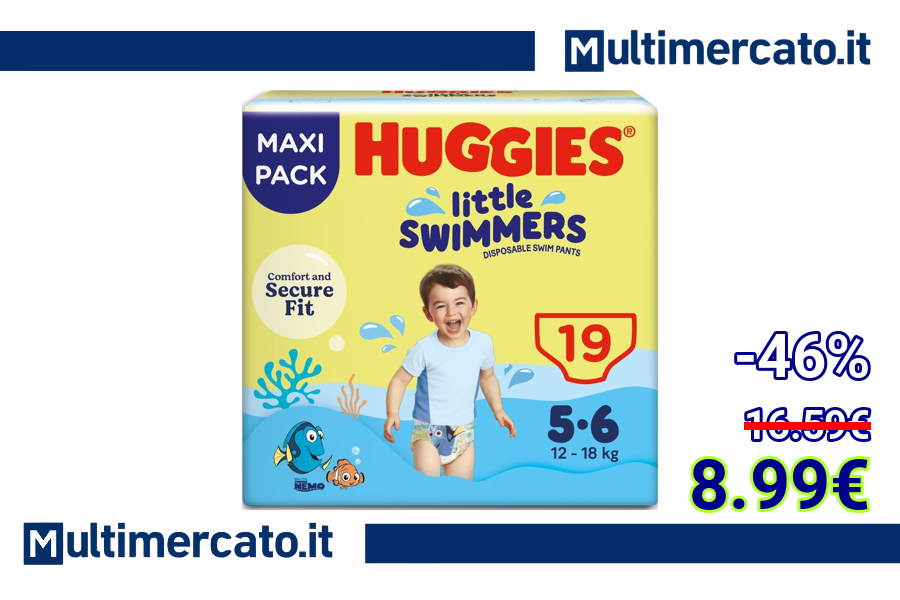 Multimercato.it
MAXI
PACK
HUGGIES®
little
SWIMMERS
DISPOSABLE SWIM PANTS
Comfort and
Secure
Fit
19
-46%
16.59€
5•6
12 - 18 kg
8.99€
NEMO
Multimercato.it